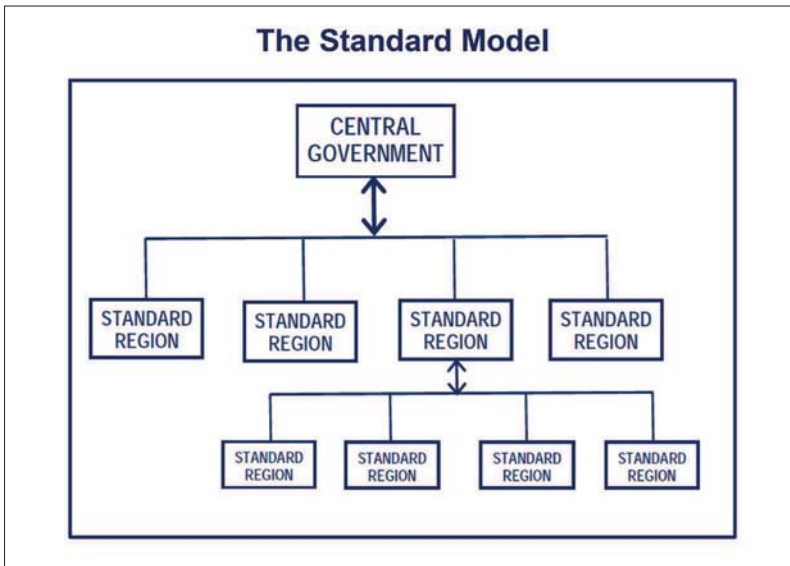 The Standard Model
CENTRAL
GOVERNMENT
STANDARD
REGION
STANDARD
REGION
STANDARD
REGION
STANDARD
REGION
STANDARD
REGION
STANDARD
REGION
STANDARD
REGION
STANDARD
REGION